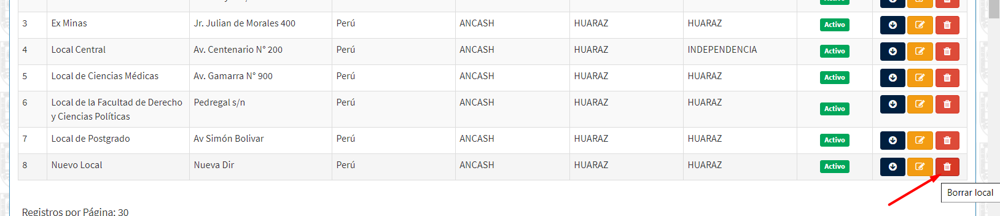 Activo
3 Ex Minas Jr. Julian de Morales 400 Perú ANCASH HUARAZ HUARAZ Activo
4 Local Central Av. Centenario N° 200 Perú ANCASH HUARAZ INDEPENDENCIA Activo
5 Local de Ciencias Médicas Av. Gamarra N° 900 Perú ANCASH HUARAZ HUARAZ Activo
6 Local de la Facultad de Derecho Pedregal s/n Perú ANCASH HUARAZ HUARAZ Activo
y Ciencias Políticas
7 Local de Postgrado Av Simón Bolivar Perú ANCASH HUARAZ HUARAZ Activo
8 Nuevo Local Nueva Dir Perú ANCASH HUARAZ HUARAZ Activo
Borrar local
Registros por Página: 30